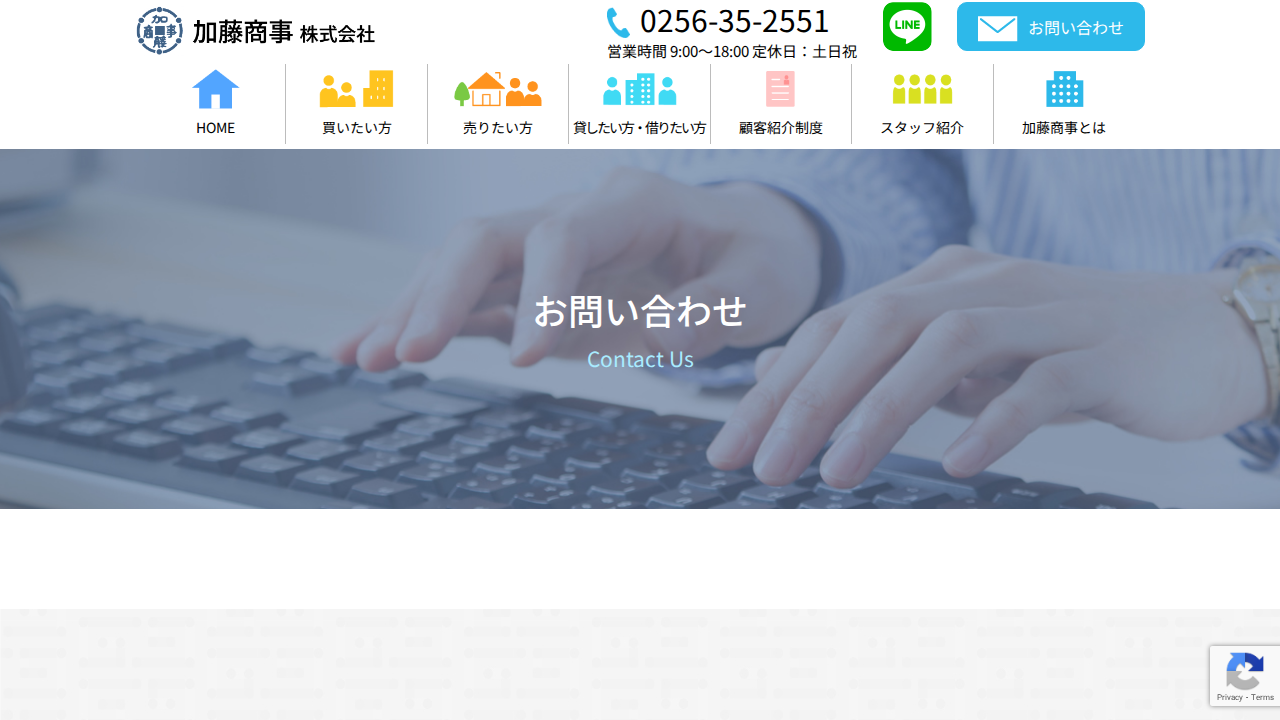 加藤商事 株式会社
0256-35-2551
営業時間 9:00～18:00 定休日：土日祝
LINE
お問い合わせ
HOME
買いたい方
売りたい方
貸したい方・借りたい方
顧客紹介制度
スタッフ紹介
加藤商事とは
お問い合わせ
Contact Us
Privacy - Terms